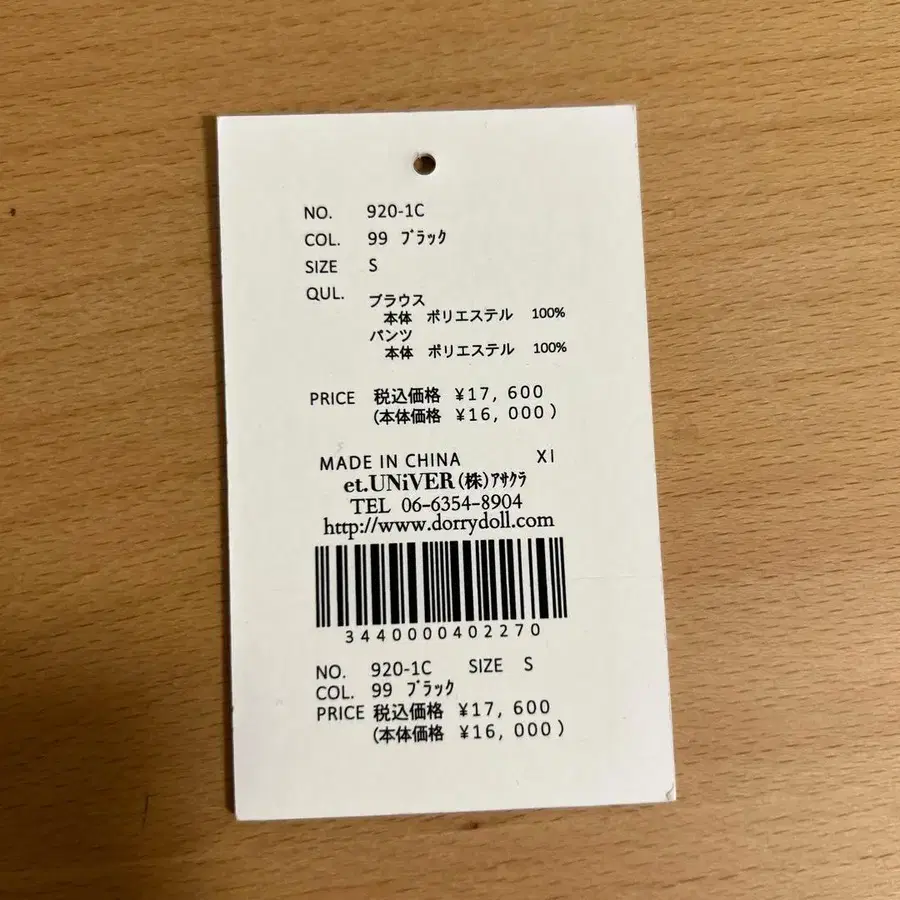 NO. 920-1C
COL. 99 ﾌﾞﾗｯｸ
SIZE S
QUL. ブラウス
本体 ポリエステル 100%
パンツ
本体 ポリエステル 100%
PRICE 税込価格 ¥17,600
(本体価格 ¥16,000)
MADE IN CHINA XI
et.UNiVER(株)ｱｻｸﾗ
TEL 06-6354-8904
http://www.dorrydoll.com
3440000402270
NO. 920-1C SIZE S
COL. 99 ﾌﾞﾗｯｸ
PRICE 税込価格 ¥17,600
(本体価格 ¥16,000)